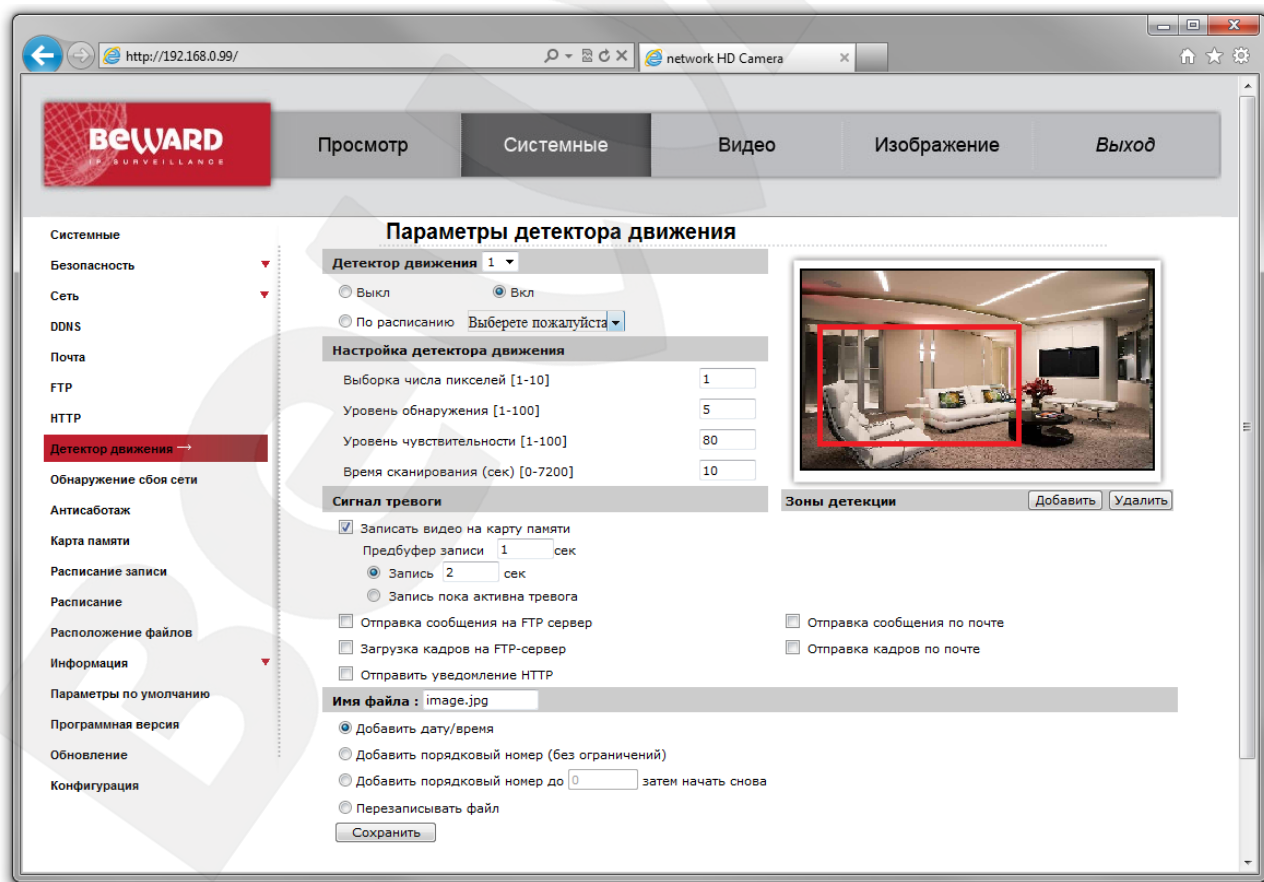 http://192.168.0.99/
network HD Camera
BEWARD
IP SURVEILLANCE
Просмотр
Системные
Видео
Изображение
Выход
Системные
Безопасность
Сеть
DDNS
Почта
FTP
HTTP
Детектор движения →
Обнаружение сбоя сети
Антисаботаж
Карта памяти
Расписание записи
Расписание
Расположение файлов
Информация
Параметры по умолчанию
Программная версия
Обновление
Конфигурация
Параметры детектора движения
Детектор движения 1
Выкл Вкл
По расписанию Выберете пожалуйста
Настройка детектора движения
Выборка числа пикселей [1-10] 1
Уровень обнаружения [1-100] 5
Уровень чувствительности [1-100] 80
Время сканирования (сек) [0-7200] 10
Зоны детекции Добавить Удалить
Сигнал тревоги
Записать видео на карту памяти
Предбуфер записи 1 сек
Запись 2 сек
Запись пока активна тревога
Отправка сообщения на FTP сервер Отправка сообщения по почте
Загрузка кадров на FTP-сервер Отправка кадров по почте
Отправить уведомление HTTP
Имя файла : image.jpg
Добавить дату/время
Добавить порядковый номер (без ограничений)
Добавить порядковый номер до 0 затем начать снова
Перезаписывать файл
Сохранить
BEWARD